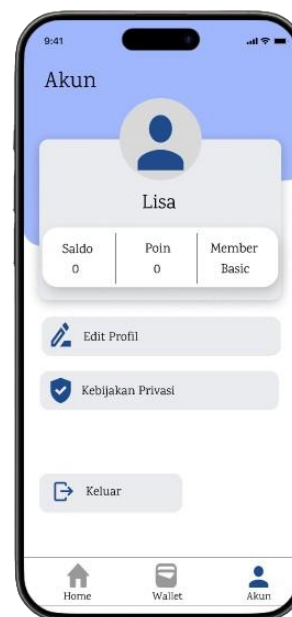 9:41
Akun
Lisa
Saldo Poin Member
0 0 Basic
Edit Profil
Kebijakan Privasi
Keluar
Home Wallet Akun